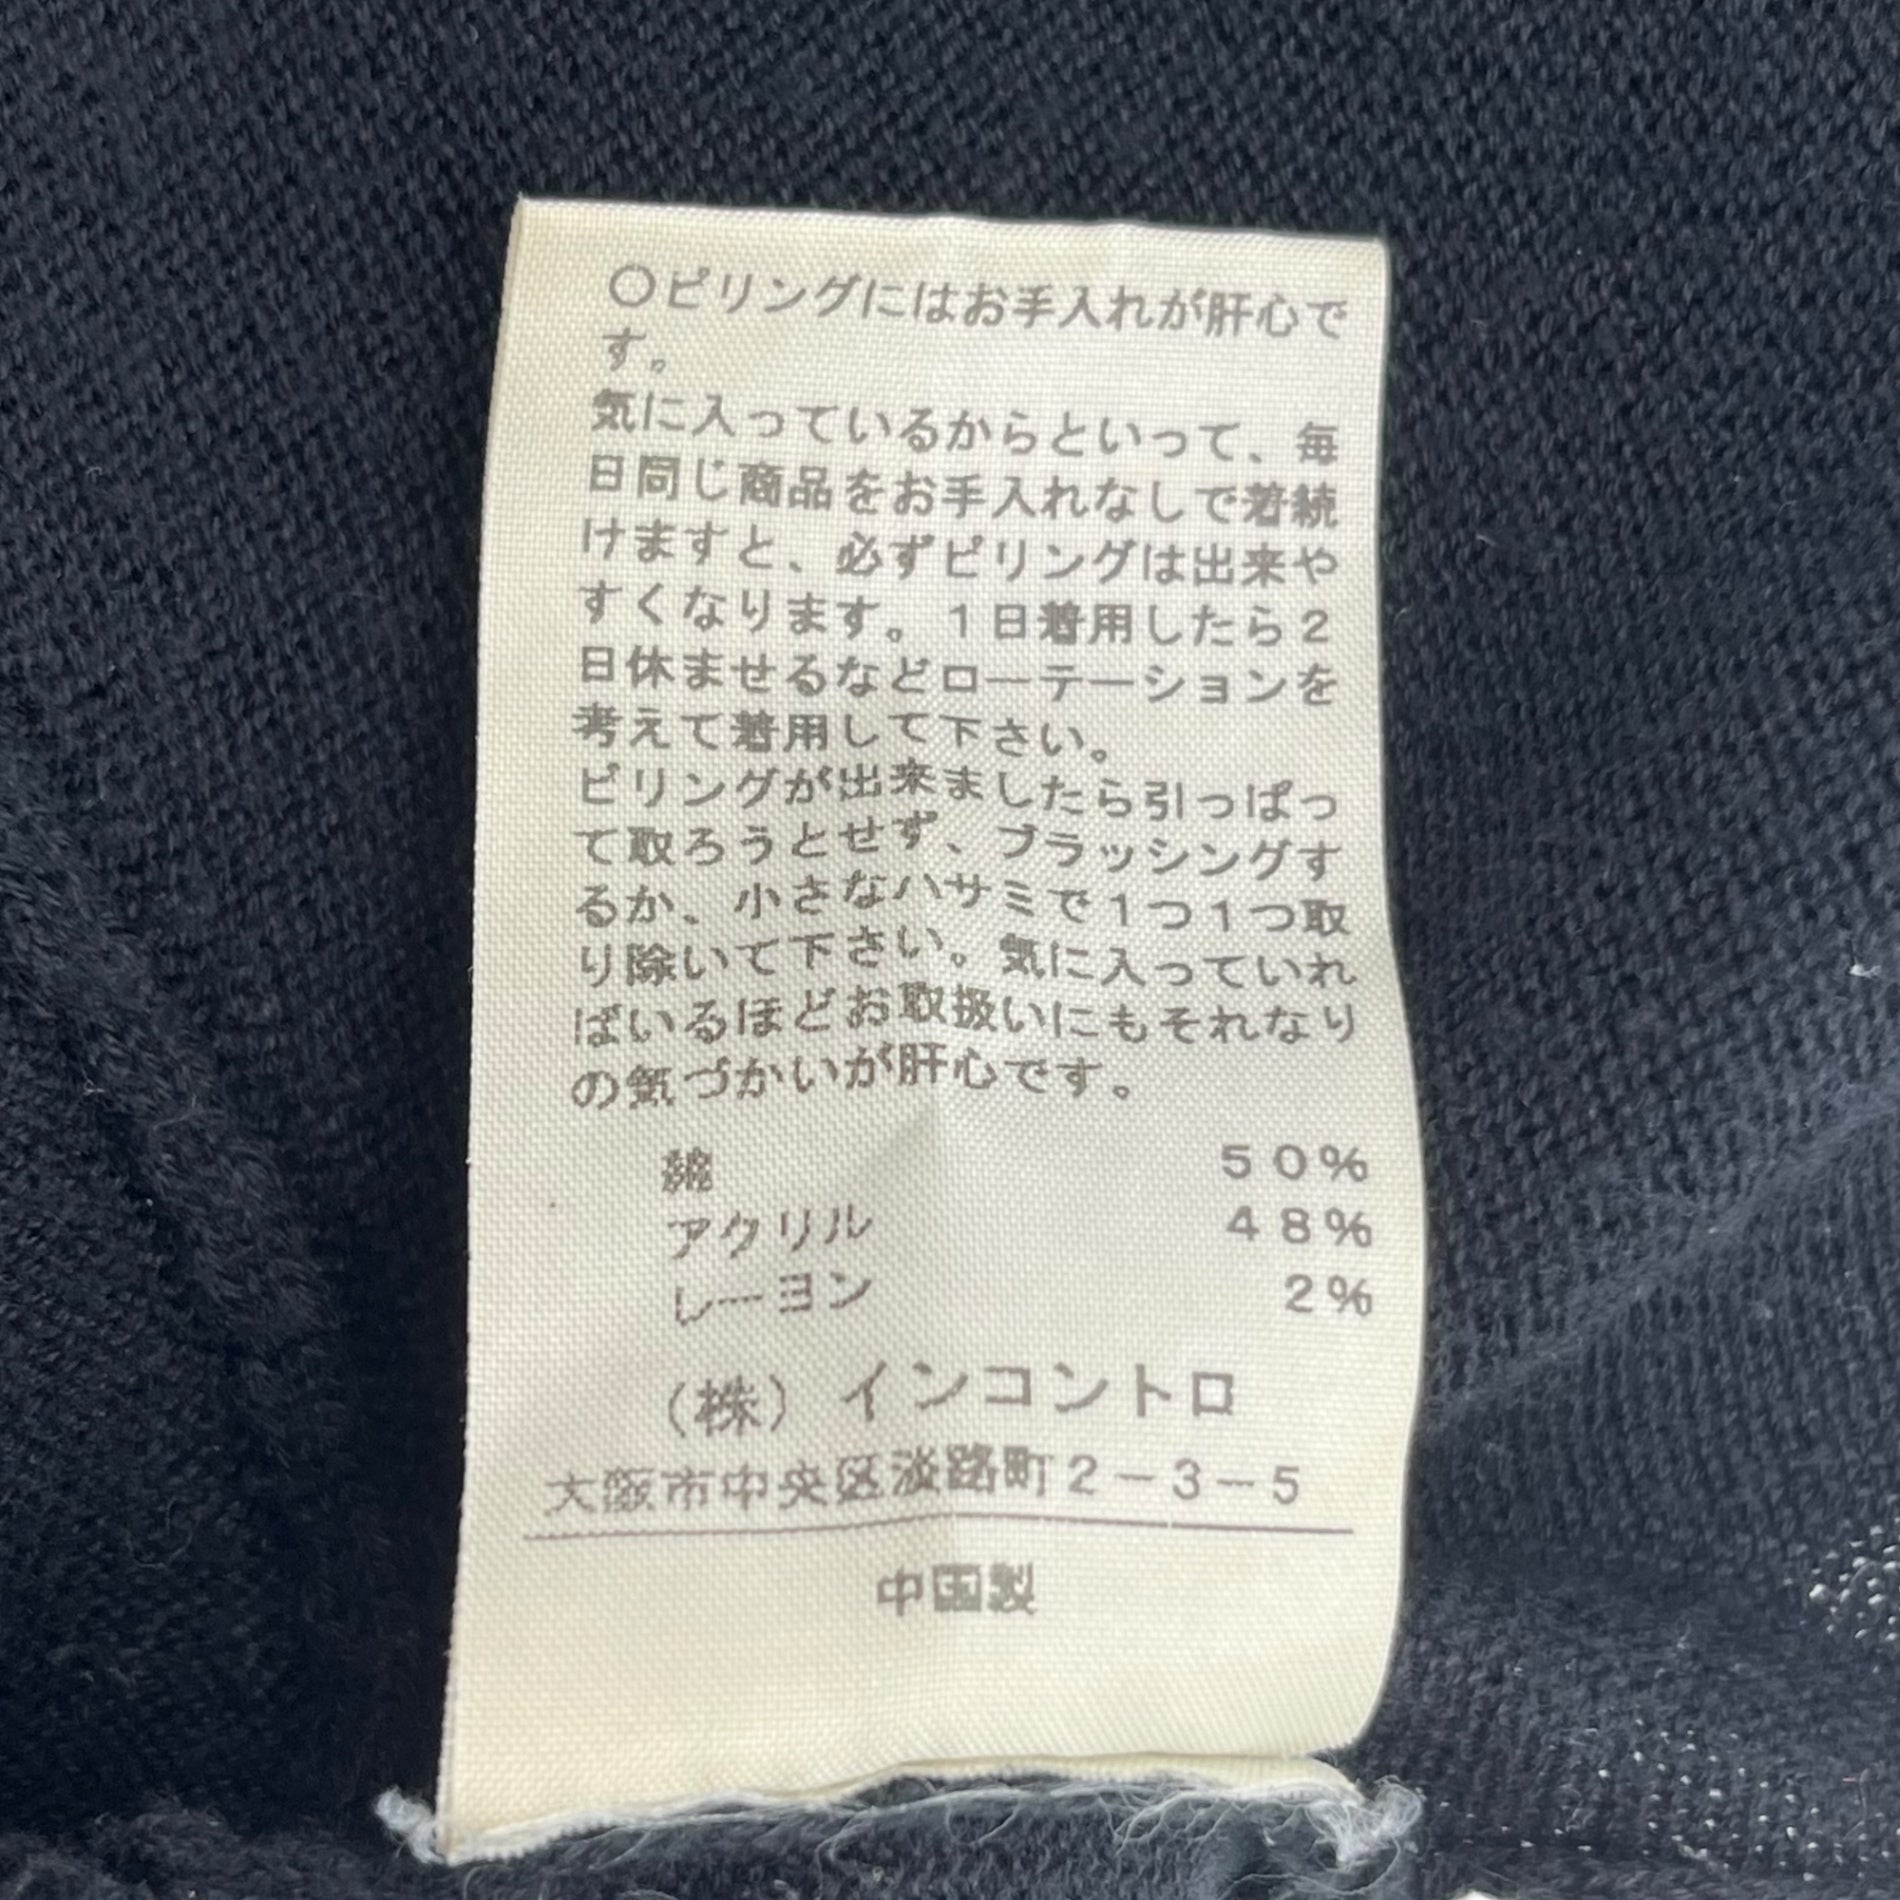 〇ピリングにはお手入れが肝心で
す。
気に入っているからといって、毎
日同じ商品をお手入れなしで着続
けますと、必ずピリングは出来や
すくなります。1日着用したら2
日休ませるなどローテーションを
考えて着用して下さい。
ピリングが出来ましたら引っぱっ
て取ろうとせず、ブラッシングす
るか、小さなハサミで1つ1つ取
り除いて下さい。気に入っていれ
ばいるほどお取扱いにもそれなり
の気づかいが肝心です。
綿 50%
アクリル 48%
レーヨン 2%
(株)インコントロ
大阪市中央区淡路町2-3-5
中国製